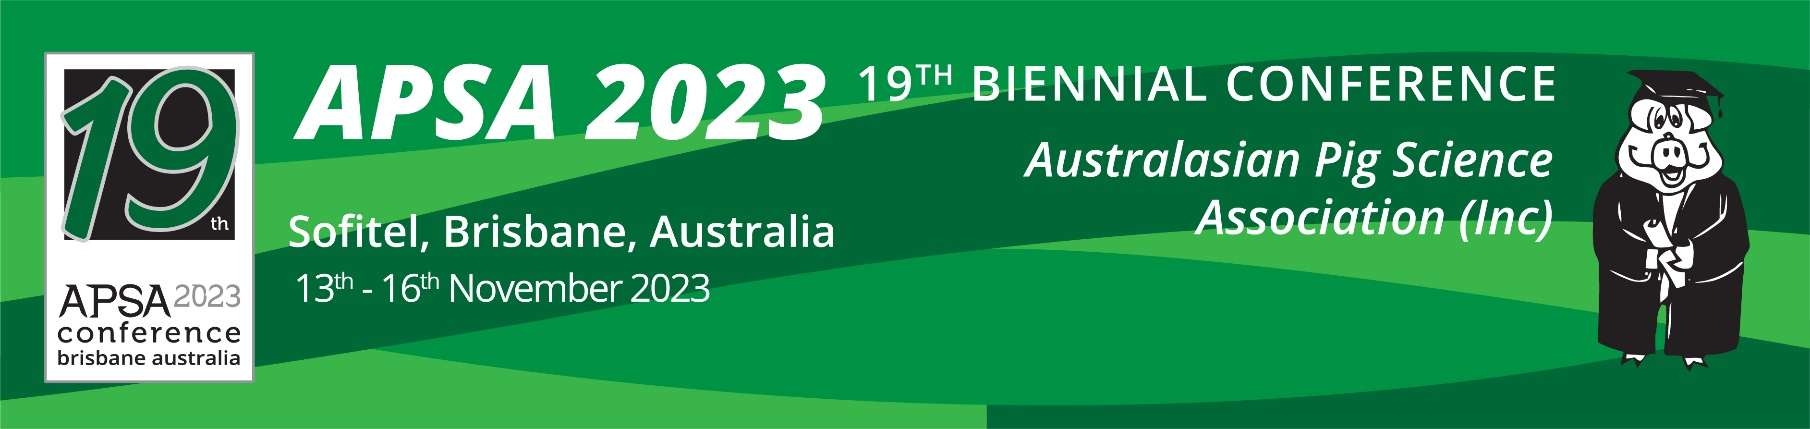 19
th
APSA 2023
conference
brisbane australia
APSA 2023
Sofitel, Brisbane, Australia
13th - 16th November 2023
19TH BIENNIAL CONFERENCE
Australasian Pig Science
Association (Inc)